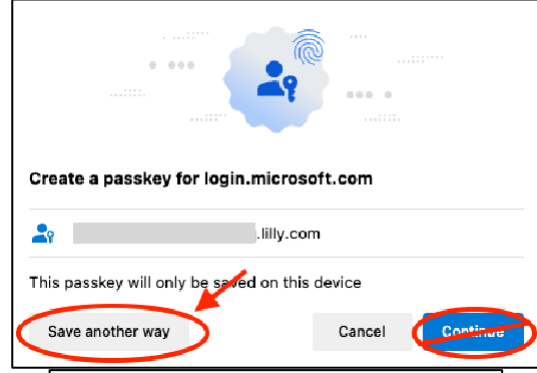 Create a passkey for login.microsoft.com
.lilly.com
This passkey will only be saved on this device
Save another way
Cancel
Continue